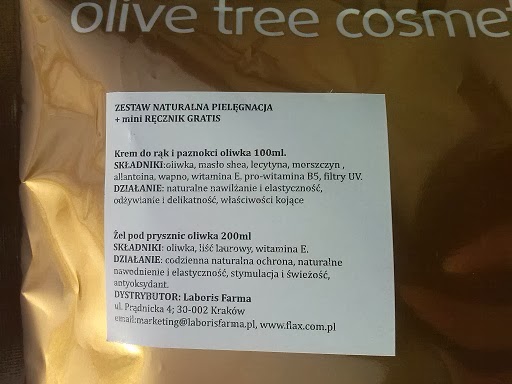 olive tree cosme
ZESTAW NATURALNA PIELĘGNACJA
+ mini RĘCZNIK GRATIS
Krem do rąk i paznokci oliwka 100ml.
SKŁADNIKI:oliwka, masło shea, lecytyna, morszczyn ,
allantoina, wapno, witamina E, pro-witamina B5, filtry UV.
DZIAŁANIE: naturalne nawilżanie i elastyczność,
odżywianie i delikatność, właściwości kojące
Żel pod prysznic oliwka 200ml
SKŁADNIKI: oliwka, liść laurowy, witamina E.
DZIAŁANIE: codzienna naturalna ochrona, naturalne
nawodnienie i elastyczność, stymulacja i świeżość,
antyoksydant.
DYSTRYBUTOR: Laboris Farma
ul. Prądnicka 4; 30-002 Kraków
email:marketing@laborisfarma.pl, www.flax.com.pl